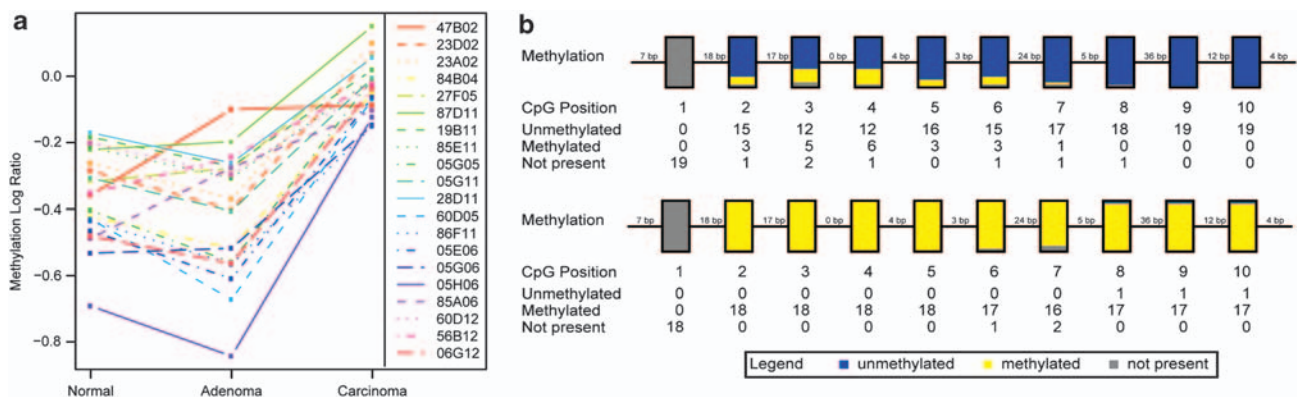 a
Methylation Log Ratio
0.0
−0.2
−0.4
−0.6
−0.8
Normal Adenoma Carcinoma
47B02
23D02
23A02
84B04
27F05
87D11
19B11
85E11
05G05
05G11
28D11
60D05
86F11
05E06
05G06
05H06
85A06
60D12
56B12
06G12
b
Methylation 7 bp 18 bp 17 bp 0 bp 4 bp 3 bp 24 bp 5 bp 36 bp 12 bp 4 bp
CpG Position 1 2 3 4 5 6 7 8 9 10
Unmethylated 0 15 12 12 16 15 17 18 19 19
Methylated 0 3 5 6 3 3 1 0 0 0
Not present 19 1 2 1 0 1 1 1 0 0
Methylation 7 bp 18 bp 17 bp 0 bp 4 bp 3 bp 24 bp 5 bp 36 bp 12 bp 4 bp
CpG Position 1 2 3 4 5 6 7 8 9 10
Unmethylated 0 0 0 0 0 0 0 1 1 1
Methylated 0 18 18 18 18 17 16 17 17 17
Not present 18 0 0 0 0 1 2 0 0 0
Legend unmethylated methylated not present